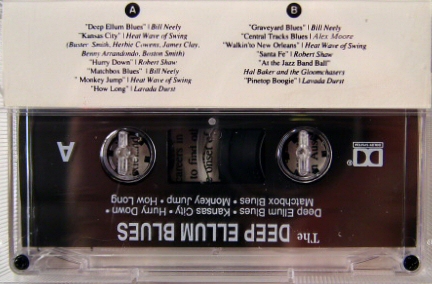 A
"Deep Ellum Blues" | Bill Neely
"Kansas City" | Heat Wave of Swing
(Buster Smith, Herbie Cowens, James Clay,
Benny Arrandondo, Boston Smith)
"Hurry Down" | Robert Shaw
"Matchbox Blues" | Bill Neely
"Monkey Jump" | Heat Wave of Swing
"How Long" | Lavada Durst
B
"Graveyard Blues" | Bill Neely
"Central Tracks Blues | Alex Moore
"Walkin'to New Orleans" | Heat Wave of Swing
"Santa Fe" | Robert Shaw
"At the Jazz Band Ball"
Hal Baker and the Gloomchasers
"Pinetop Boogie" | Lavada Durst
The DEEP ELLUM BLUES
Deep Ellum Blues • Kansas City • Hurry Down •
Matchbox Blues • Monkey Jump • How Long
A
careers in
to find